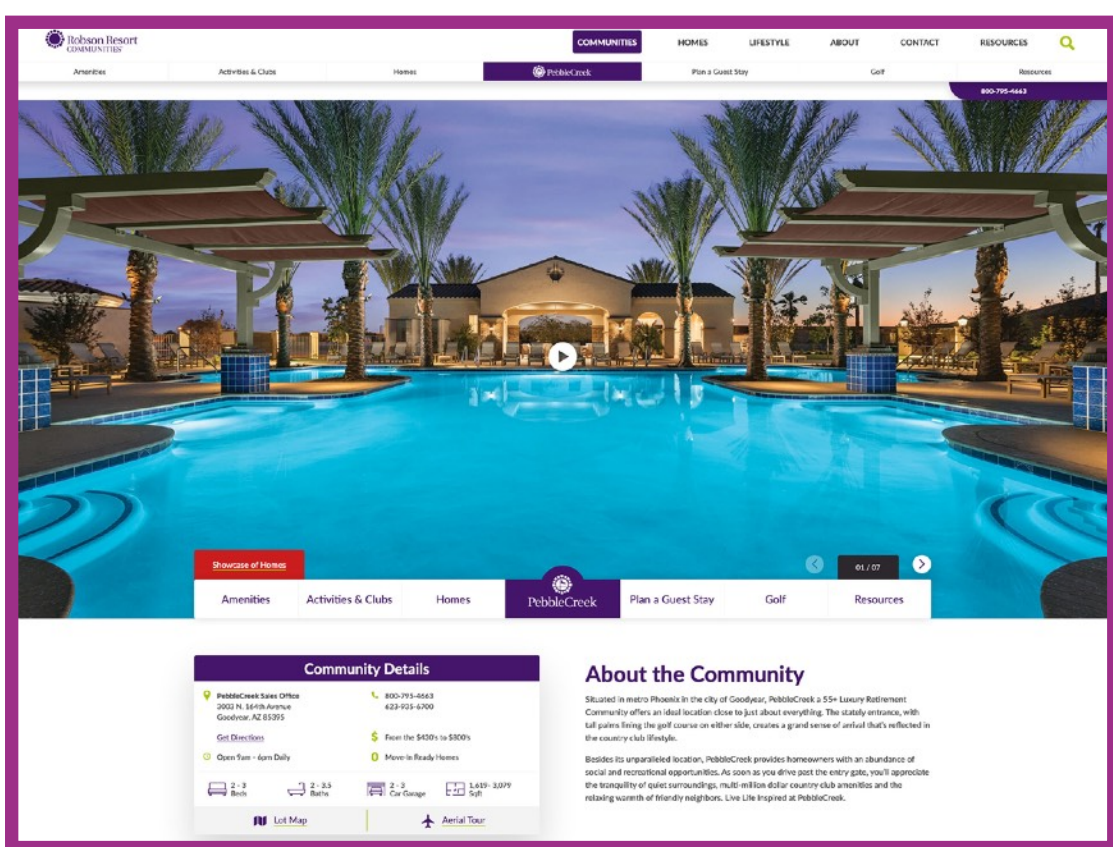 Robson Resort
COMMUNITIES
COMMUNITIES
HOMES
LIFESTYLE
ABOUT
CONTACT
RESOURCES
Amenities
Activities & Clubs
Homes
PebbleCreek
Plan a Guest Stay
Golf
Resources
800-795-4663
Showcase of Homes
01 / 07
Amenities
Activities & Clubs
Homes
PebbleCreek
Plan a Guest Stay
Golf
Resources
Community Details
PebbleCreek Sales Office
3003 N. 164th Avenue
Goodyear, AZ 85395
Get Directions
Open 9am - 6pm Daily
800-795-4663
623-935-6700
$ From the $430's to $800's
0 Move-In Ready Homes
2 - 3
Beds
2 - 3.5
Baths
2 - 3
Car Garage
1,619- 3,079
Sqft
Lot Map
Aerial Tour
About the Community
Situated in metro Phoenix in the city of Goodyear, PebbleCreek a 55+ Luxury Retirement
Community offers an ideal location close to just about everything. The stately entrance, with
tall palms lining the golf course on either side, creates a grand sense of arrival that's reflected in
the country club lifestyle.
Besides its unparalleled location, PebbleCreek provides homeowners with an abundance of
social and recreational opportunities. As soon as you drive past the entry gate, you'll appreciate
the tranquility of quiet surroundings, multi-million dollar country club amenities and the
relaxing warmth of friendly neighbors. Live Life Inspired at PebbleCreek.